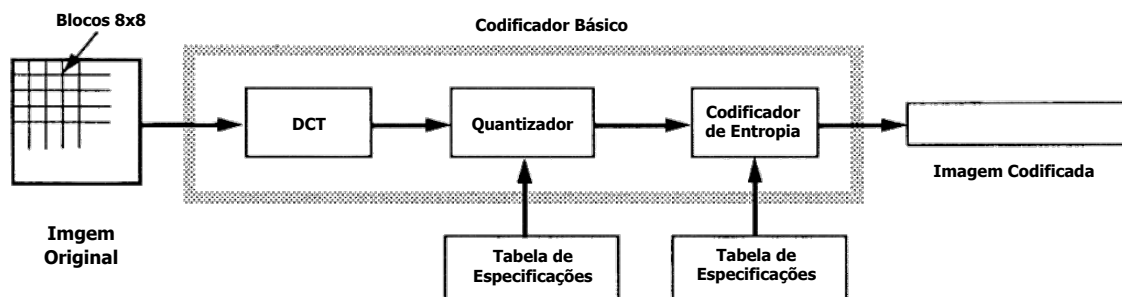 Blocos 8x8
Codificador Básico
DCT
Quantizador
Codificador
de Entropia
Imagem Codificada
Imgem
Original
Tabela de
Especificações
Tabela de
Especificações